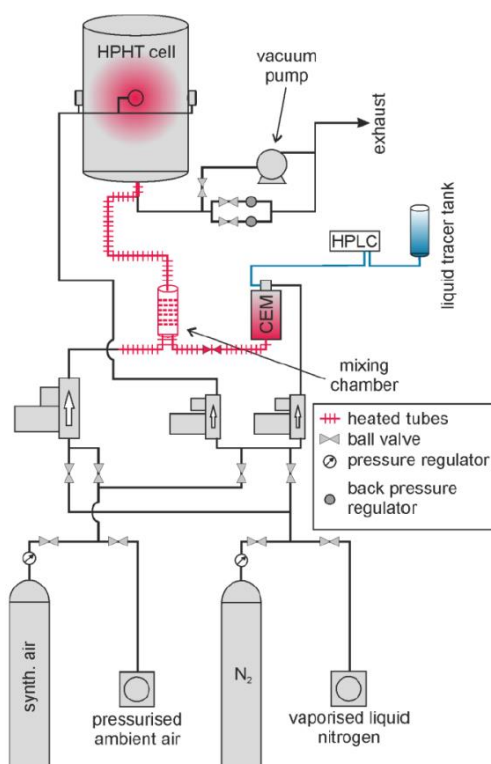 HPHT cell
vacuum
pump
exhaust
HPLC
liquid tracer tank
CEM
mixing
chamber
heated tubes
ball valve
pressure regulator
back pressure
regulator
synth. air
N₂
pressurised
ambient air
vaporised liquid
nitrogen